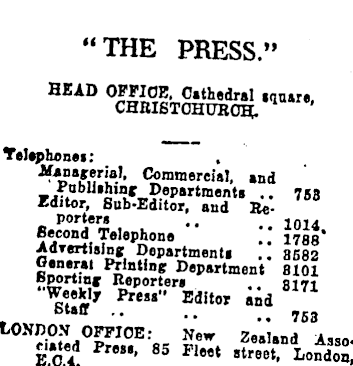 "THE PRESS."
HEAD OFFICE, Cathedral square,
CHRISTCHURCH.
Telephones:
Managerial, Commercial, and
Publishing Departments .. 753
Editor, Sub-Editor, and Re-
porters .. .. 1014.
Second Telephone .. 1788
Advertising Departments .. 3582
General Printing Department 3101
Sporting Reporters .. 3171
"Weekly Press" Editor and
Staff .. .. .. 753
LONDON OFFICE: New Zealand Asso-
ciated Press, 85 Fleet street, London,
E.C.4.